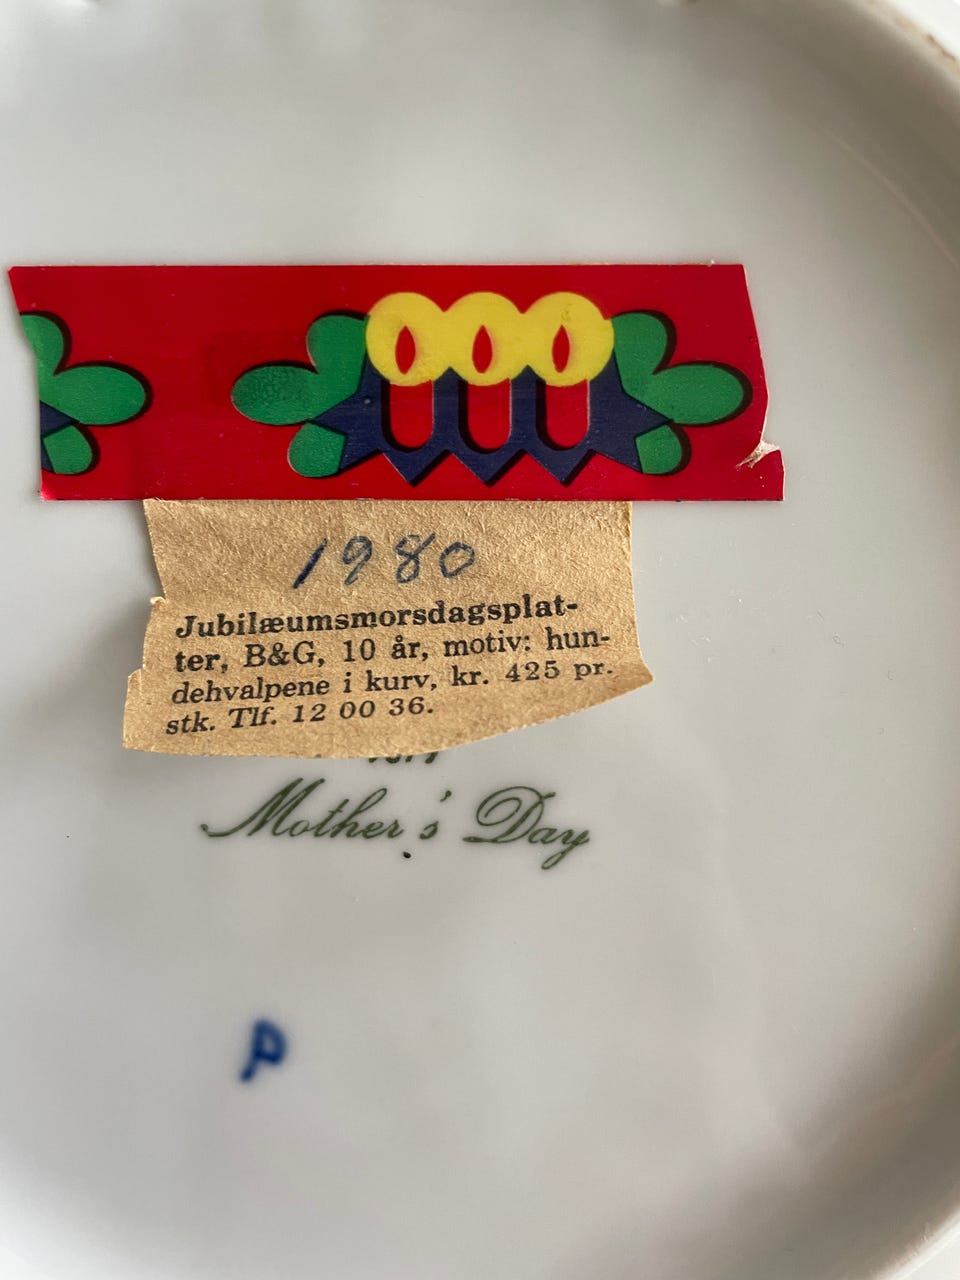 1980
Jubilæumsmorsdagsplat-
ter, B&G, 10 år, motiv: hun-
dehvalpene i kurv, kr. 425 pr.
stk. Tlf. 12 00 36.
Mother's Day
P